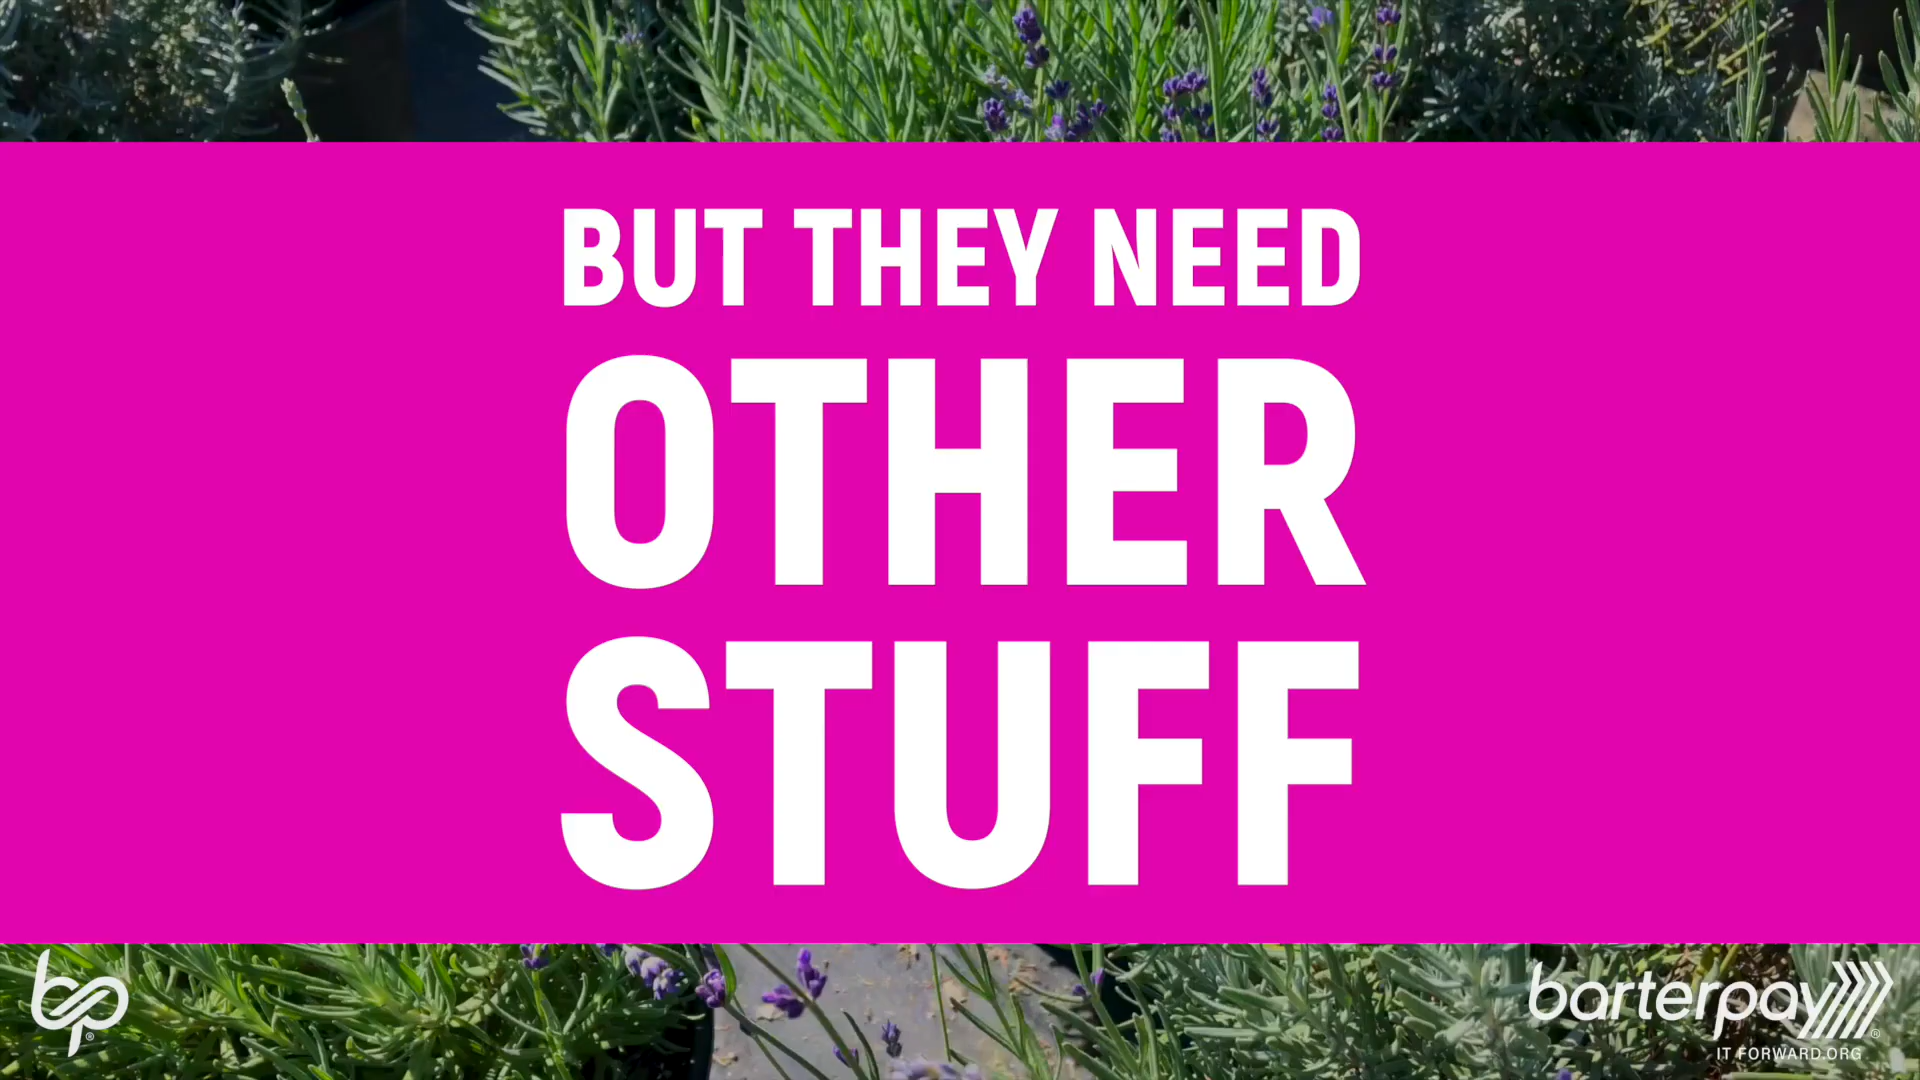 BUT THEY NEED
OTHER
STUFF
bp®
barterpay®
IT FORWARD.ORG